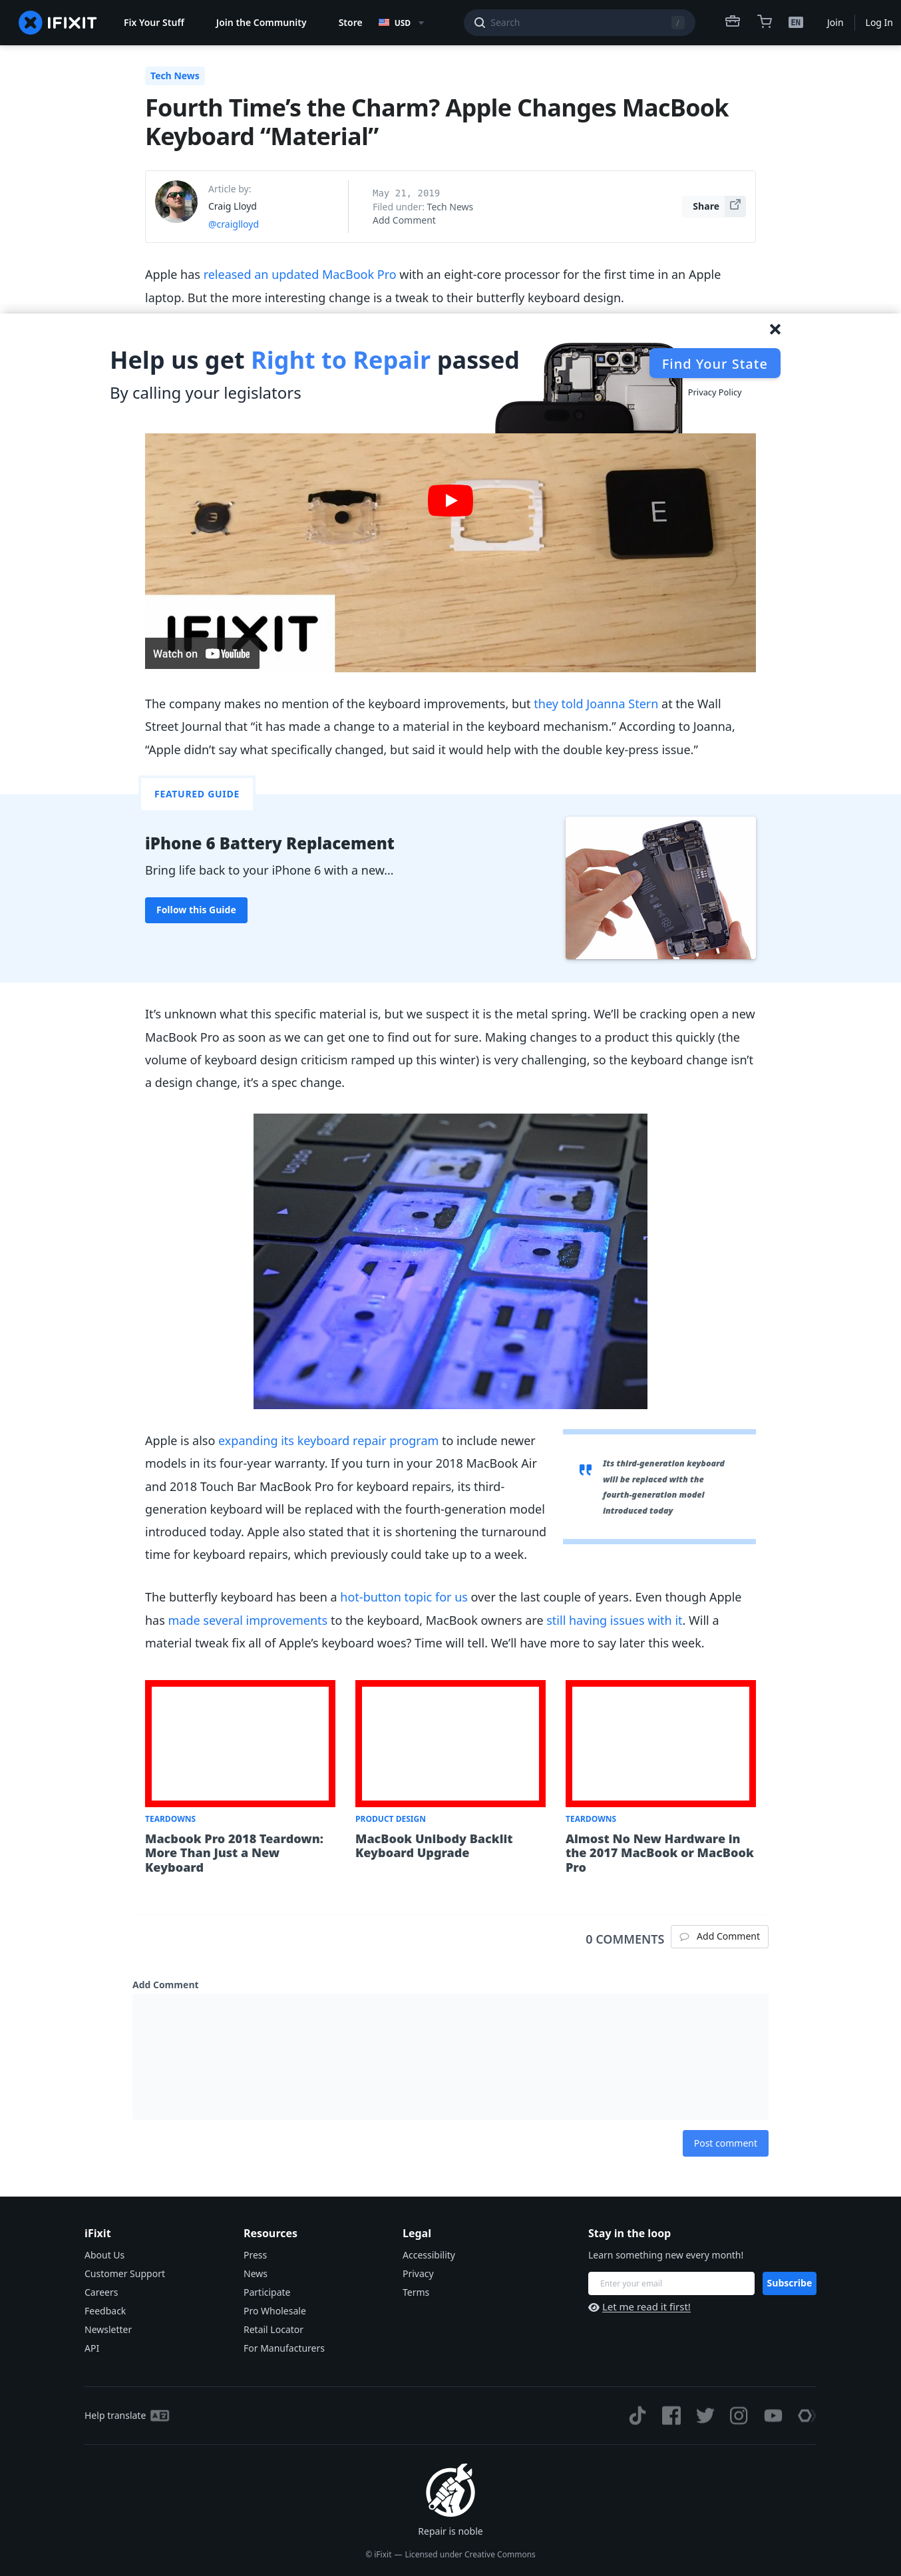 IFIXIT
Fix Your Stuff
Join the Community
Store
USD
Search
/
EN
Join
Log In
Tech News
Fourth Time’s the Charm? Apple Changes MacBook
Keyboard “Material”
Article by:
Craig Lloyd
@craiglloyd
May 21, 2019
Filed under: Tech News
Add Comment
Share
Apple has released an updated MacBook Pro with an eight-core processor for the first time in an Apple
laptop. But the more interesting change is a tweak to their butterfly keyboard design.
Help us get Right to Repair passed
By calling your legislators
Find Your State
Privacy Policy
E
IFIXIT
Watch on YouTube
The company makes no mention of the keyboard improvements, but they told Joanna Stern at the Wall
Street Journal that “it has made a change to a material in the keyboard mechanism.” According to Joanna,
“Apple didn’t say what specifically changed, but said it would help with the double key-press issue.”
FEATURED GUIDE
iPhone 6 Battery Replacement
Bring life back to your iPhone 6 with a new...
Follow this Guide
It’s unknown what this specific material is, but we suspect it is the metal spring. We’ll be cracking open a new
MacBook Pro as soon as we can get one to find out for sure. Making changes to a product this quickly (the
volume of keyboard design criticism ramped up this winter) is very challenging, so the keyboard change isn’t
a design change, it’s a spec change.
option
Apple is also expanding its keyboard repair program to include newer
models in its four-year warranty. If you turn in your 2018 MacBook Air
and 2018 Touch Bar MacBook Pro for keyboard repairs, its third-
generation keyboard will be replaced with the fourth-generation model
introduced today. Apple also stated that it is shortening the turnaround
time for keyboard repairs, which previously could take up to a week.
Its third-generation keyboard
will be replaced with the
fourth-generation model
introduced today
The butterfly keyboard has been a hot-button topic for us over the last couple of years. Even though Apple
has made several improvements to the keyboard, MacBook owners are still having issues with it. Will a
material tweak fix all of Apple’s keyboard woes? Time will tell. We’ll have more to say later this week.
TEARDOWNS
Macbook Pro 2018 Teardown:
More Than Just a New
Keyboard
PRODUCT DESIGN
MacBook Unibody Backlit
Keyboard Upgrade
TEARDOWNS
Almost No New Hardware in
the 2017 MacBook or MacBook
Pro
0 COMMENTS
Add Comment
Add Comment
Post comment
iFixit
About Us
Customer Support
Careers
Feedback
Newsletter
API
Resources
Press
News
Participate
Pro Wholesale
Retail Locator
For Manufacturers
Legal
Accessibility
Privacy
Terms
Stay in the loop
Learn something new every month!
Enter your email
Subscribe
Let me read it first!
Help translate
Repair is noble
© iFixit — Licensed under Creative Commons